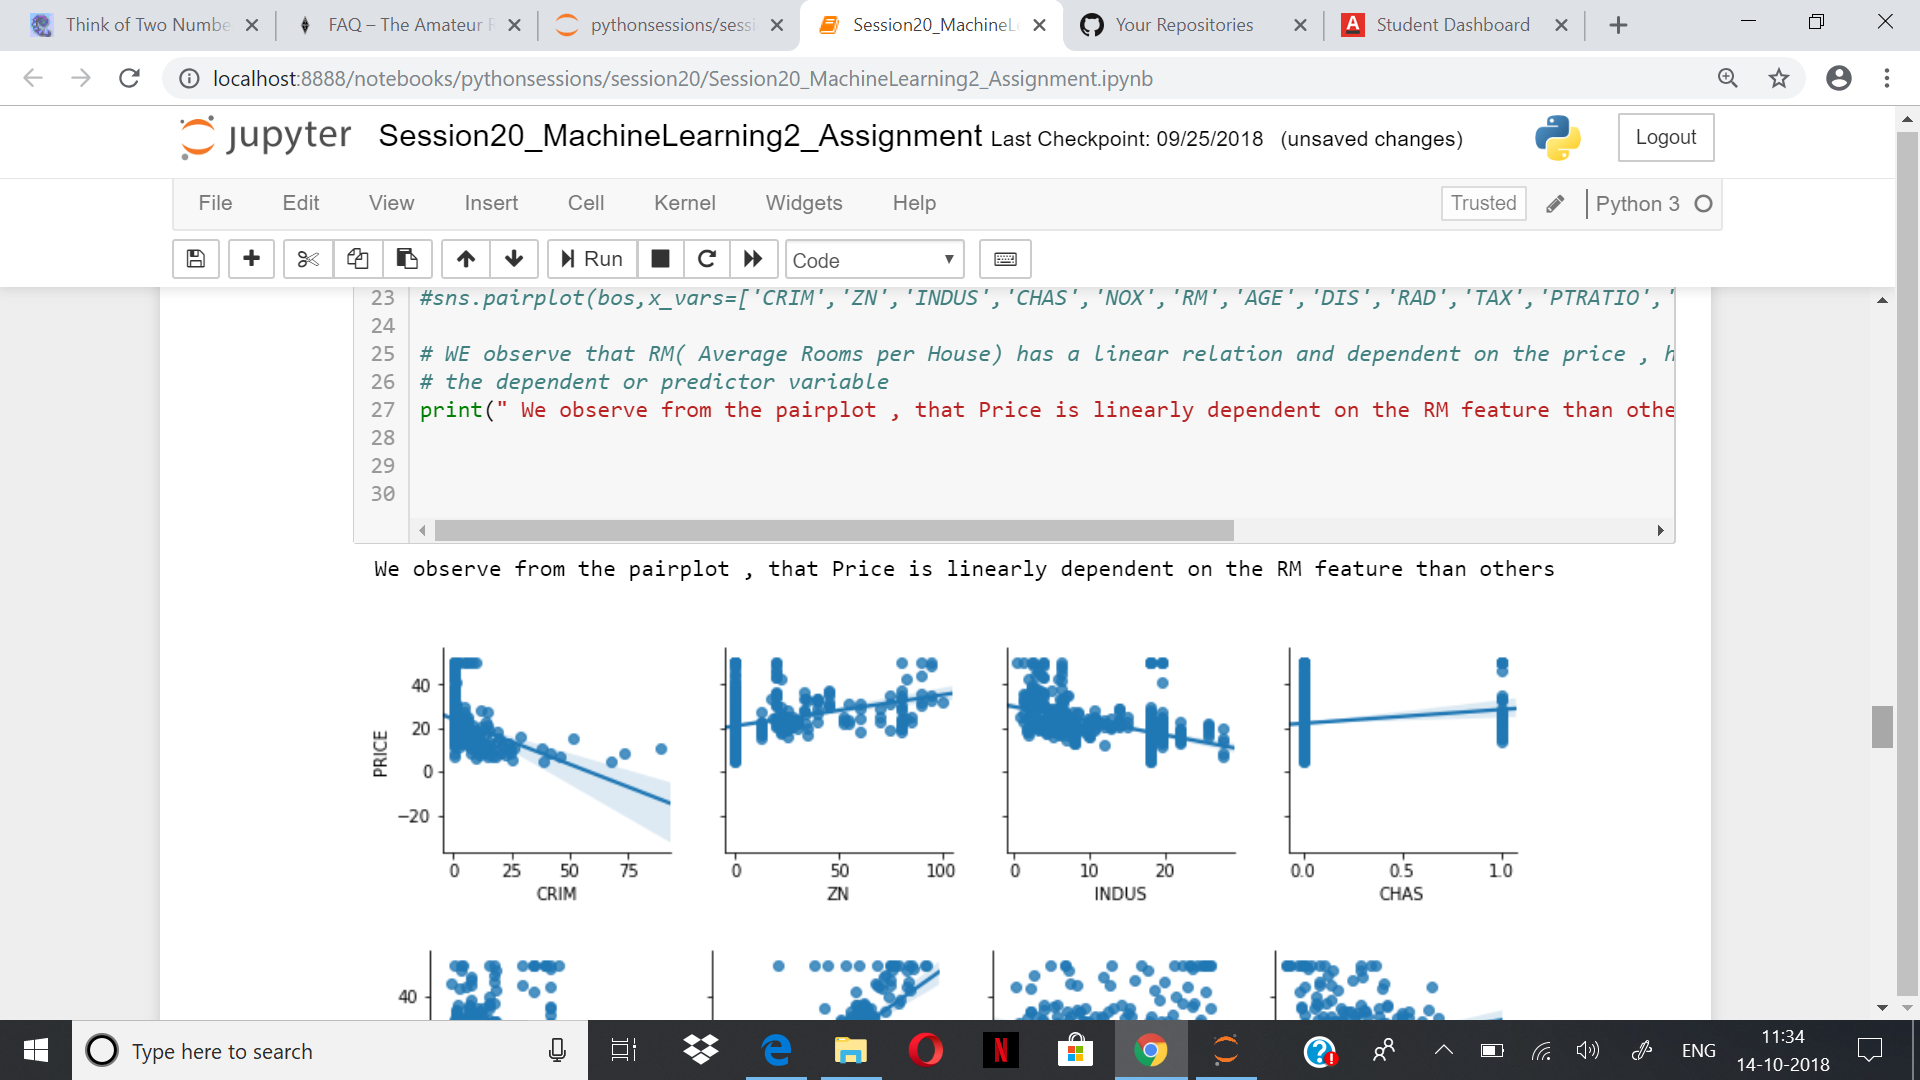 Think of Two Numbe
FAQ – The Amateur
pythonsessions/sessi
Session20_MachineL
Your Repositories
Student Dashboard
localhost:8888/notebooks/pythonsessions/session20/Session20_MachineLearning2_Assignment.ipynb
jupyter Session20_MachineLearning2_Assignment Last Checkpoint: 09/25/2018 (unsaved changes)
Logout
File Edit View Insert Cell Kernel Widgets Help
Trusted Python 3
Run Code
23 #sns.pairplot(bos,x_vars=['CRIM','ZN','INDUS','CHAS','NOX','RM','AGE','DIS','RAD','TAX','PTRATIO','
24
25 # WE observe that RM( Average Rooms per House) has a linear relation and dependent on the price , h
26 # the dependent or predictor variable
27 print(" We observe from the pairplot , that Price is linearly dependent on the RM feature than othe
28
29
30
We observe from the pairplot , that Price is linearly dependent on the RM feature than others
PRICE
40
20
0
−20
0 25 50 75
CRIM
0 50 100
ZN
0 10 20
INDUS
0.0 0.5 1.0
CHAS
40
Type here to search
ENG
11:34
14-10-2018